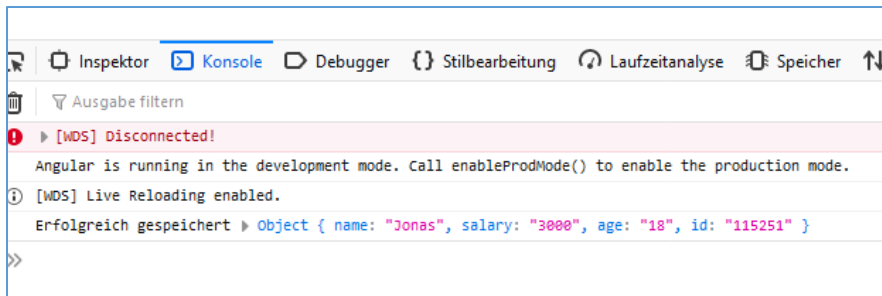 Inspektor Konsole Debugger {} Stilbearbeitung Laufzeitanalyse Speicher
Ausgabe filtern
[WDS] Disconnected!
Angular is running in the development mode. Call enableProdMode() to enable the production mode.
[WDS] Live Reloading enabled.
Erfolgreich gespeichert Object { name: "Jonas", salary: "3000", age: "18", id: "115251" }